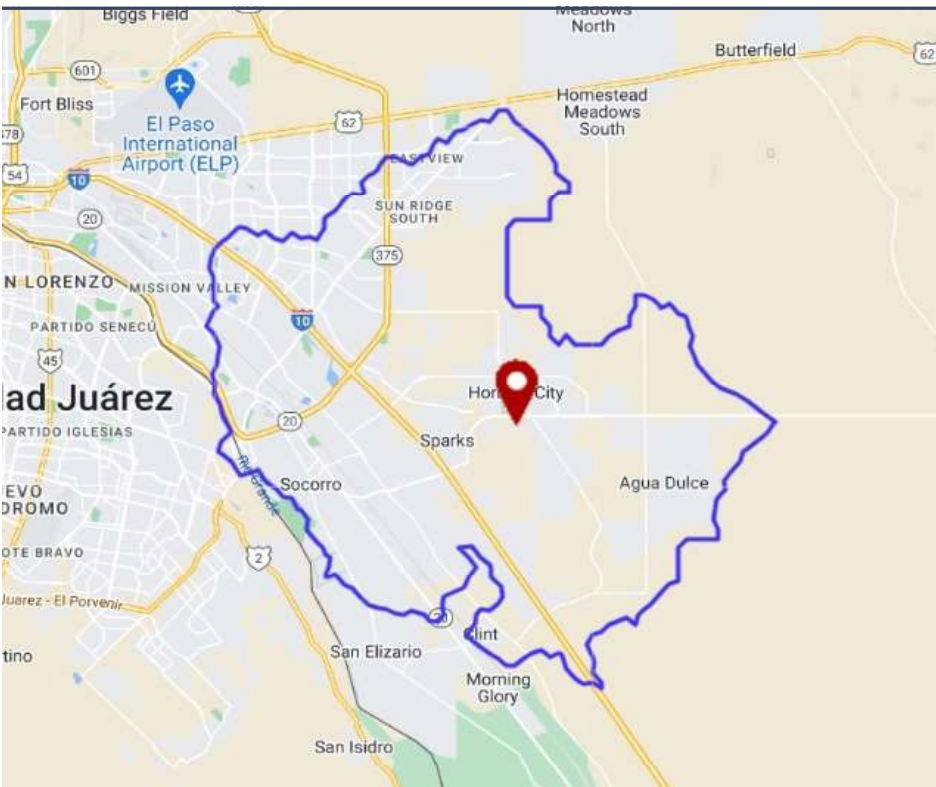 Biggs Field
Meadows
North
Butterfield
62
601
Fort Bliss
El Paso
International
Airport (ELP)
62
Homestead
Meadows
South
478
54
10
EASTVIEW
20
SUN RIDGE
SOUTH
375
N LORENZO
MISSION VALLEY
10
PARTIDO SENECÚ
45
ad Juárez
PARTIDO IGLESIAS
City
20
Sparks
Socorro
Agua Dulce
Rio Grande
EVO
DROMO
OTE BRAVO
2
Juarez - El Porvenir
20
Clint
San Elizario
tino
Morning
Glory
San Isidro